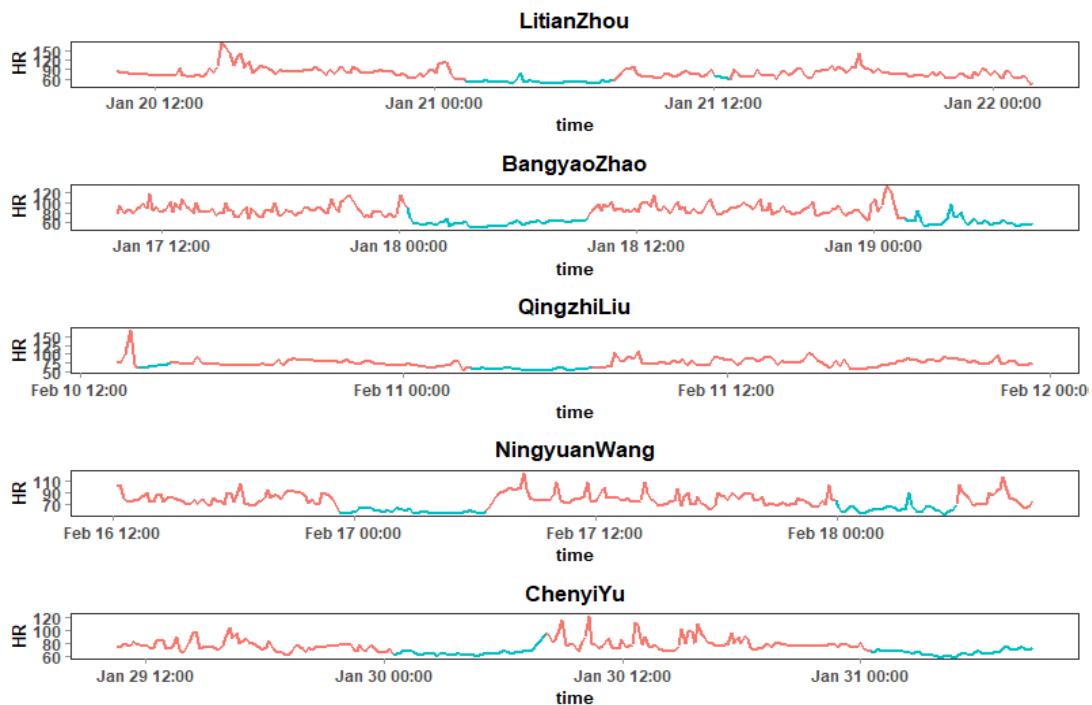 LitianZhou
HR
150
120
90
60
Jan 20 12:00 Jan 21 00:00 Jan 21 12:00 Jan 22 00:00
time
BangyaoZhao
HR
120
100
80
60
Jan 17 12:00 Jan 18 00:00 Jan 18 12:00 Jan 19 00:00
time
QingzhiLiu
HR
150
125
100
75
50
Feb 10 12:00 Feb 11 00:00 Feb 11 12:00 Feb 12 00:0
time
NingyuanWang
HR
110
90
70
Feb 16 12:00 Feb 17 00:00 Feb 17 12:00 Feb 18 00:00
time
ChenyiYu
HR
120
100
80
60
Jan 29 12:00 Jan 30 00:00 Jan 30 12:00 Jan 31 00:00
time